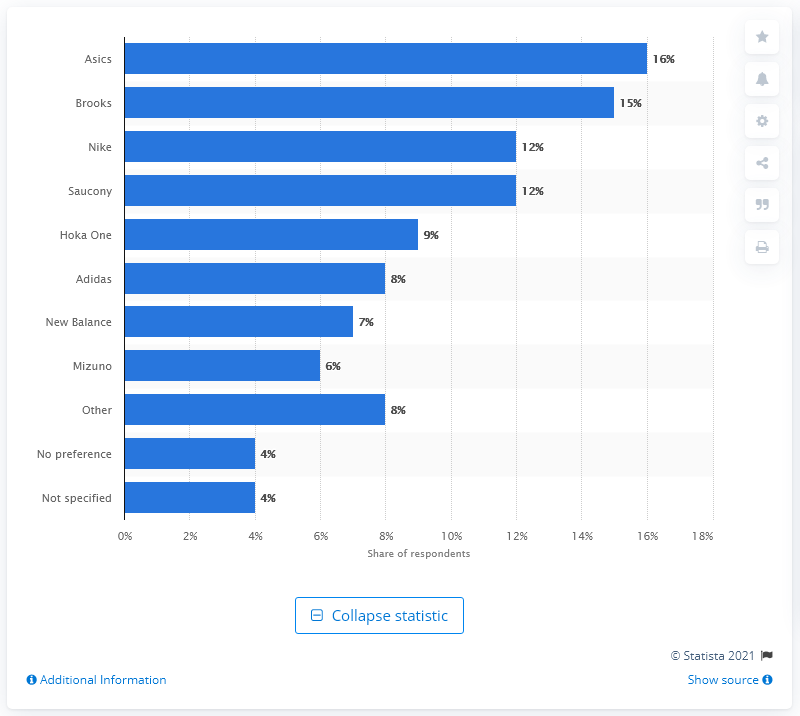 Asics 16%
Brooks 15%
Nike 12%
Saucony 12%
Hoka One 9%
Adidas 8%
New Balance 7%
Mizuno 6%
Other 8%
No preference 4%
Not specified 4%
0% 2% 4% 6% 8% 10% 12% 14% 16% 18%
Share of respondents
Collapse statistic
© Statista 2021
Additional Information Show source